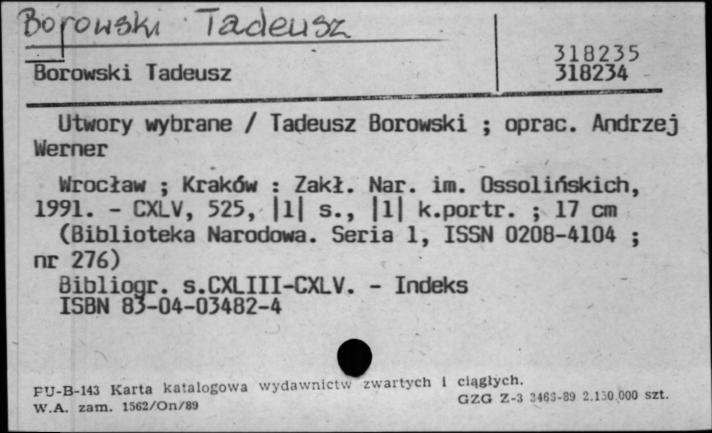 Borowski Tadeusz
318235
Borowski Tadeusz 318234
Utwory wybrane / Tadeusz Borowski ; oprac. Andrzej
Werner
Wrocław ; Kraków : Zakł. Nar. im. Ossolińskich,
1991. - CXLV, 525, |1| s., |1| k.portr. ; 17 cm
(Biblioteka Narodowa. Seria 1, ISSN 0208-4104 ;
nr 276)
Bibliogr. s.CXLIII-CXLV. - Indeks
ISBN 83-04-03482-4
PU-B-143 Karta katalogowa wydawnictw zwartych i ciągłych.
W.A. zam. 1562/On/89 GZG Z-3 3463-89 2.150.000 szt.